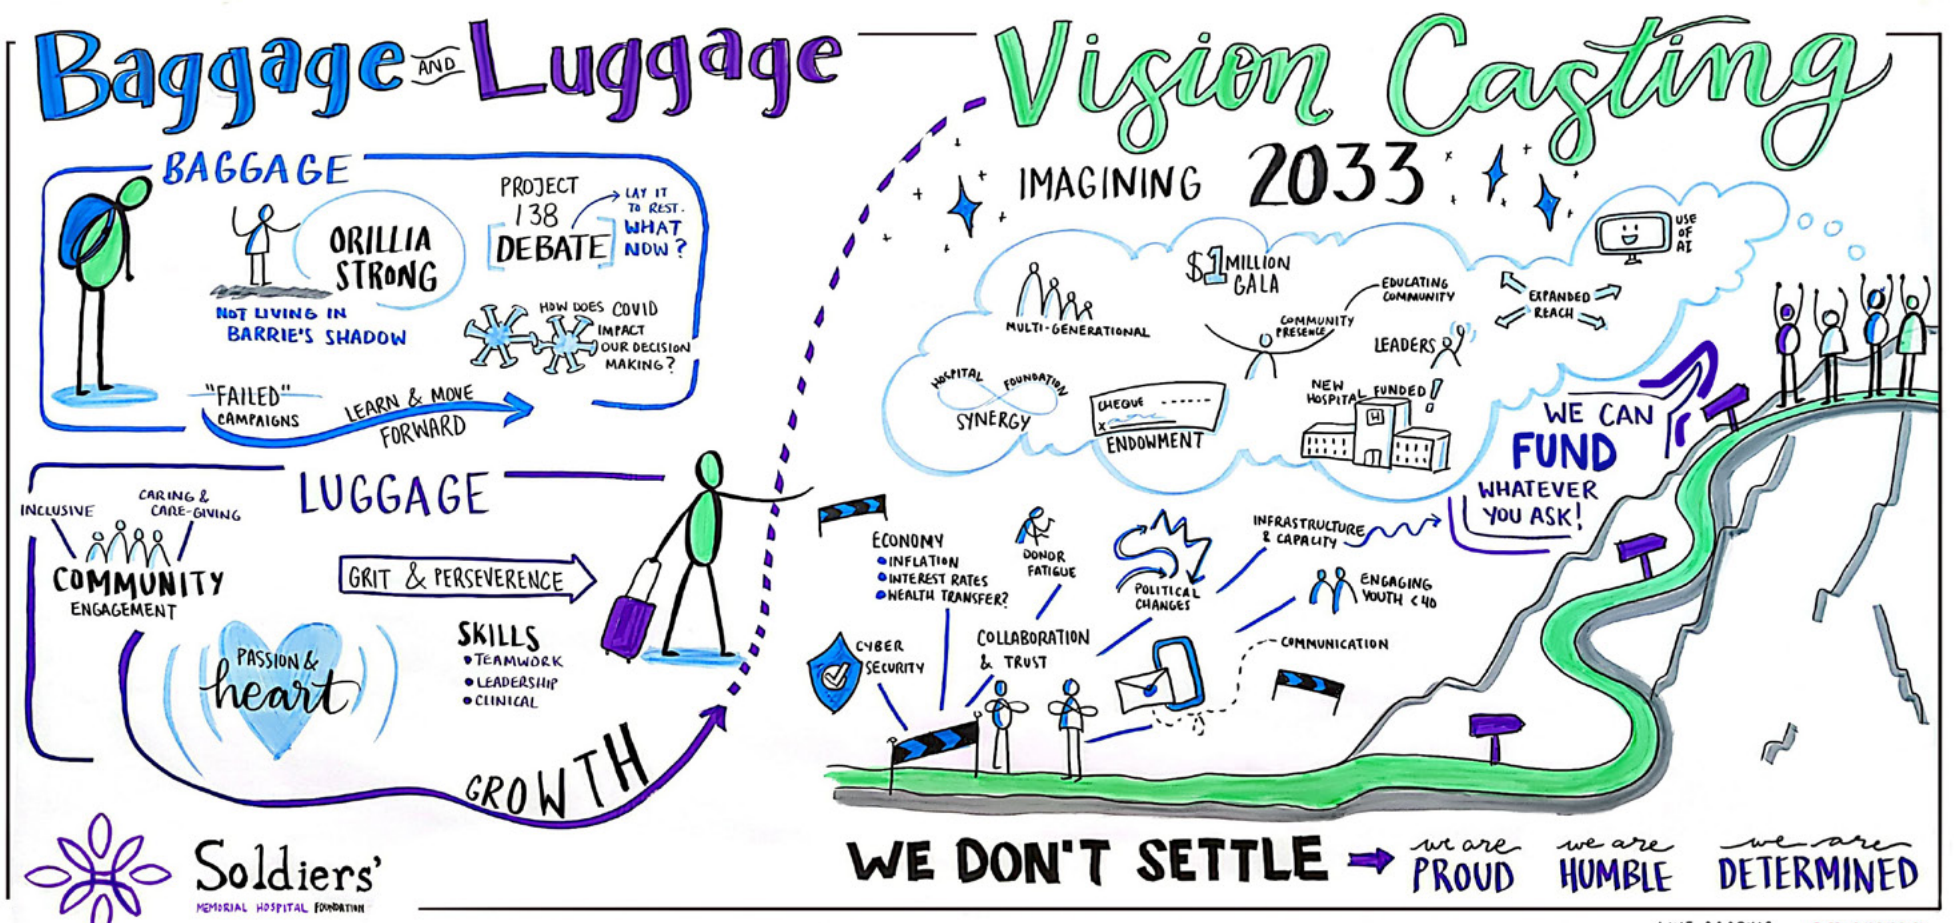 Baggage AND Luggage
BAGGAGE
ORILLIA
STRONG
NOT LIVING IN
BARRIE'S SHADOW
PROJECT
138
DEBATE
LAY IT
TO REST.
WHAT
NOW?
HOW DOES COVID
IMPACT
OUR DECISION
MAKING?
"FAILED"
CAMPAIGNS
LEARN & MOVE
FORWARD
LUGGAGE
INCLUSIVE
CARING &
CARE-GIVING
COMMUNITY
ENGAGEMENT
GRIT & PERSEVERENCE
PASSION &
heart
SKILLS
TEAMWORK
LEADERSHIP
CLINICAL
GROWTH
Soldiers'
MEMORIAL HOSPITAL FOUNDATION
Vision Casting
IMAGINING 2033
USE
OF
AI
MULTI-GENERATIONAL
$1 MILLION
GALA
EDUCATING
COMMUNITY
COMMUNITY
PRESENCE
LEADERS
EXPANDED
REACH
HOSPITAL FOUNDATION
SYNERGY
CHEQUE
X
ENDOWMENT
NEW
HOSPITAL FUNDED!
H
WE CAN
FUND
WHATEVER
YOU ASK!
ECONOMY
INFLATION
INTEREST RATES
WEALTH TRANSFER?
DONOR
FATIGUE
POLITICAL
CHANGES
INFRASTRUCTURE
& CAPACITY
ENGAGING
YOUTH <40
CYBER
SECURITY
COLLABORATION
& TRUST
COMMUNICATION
WE DON'T SETTLE
we are
PROUD
we are
HUMBLE
we are
DETERMINED